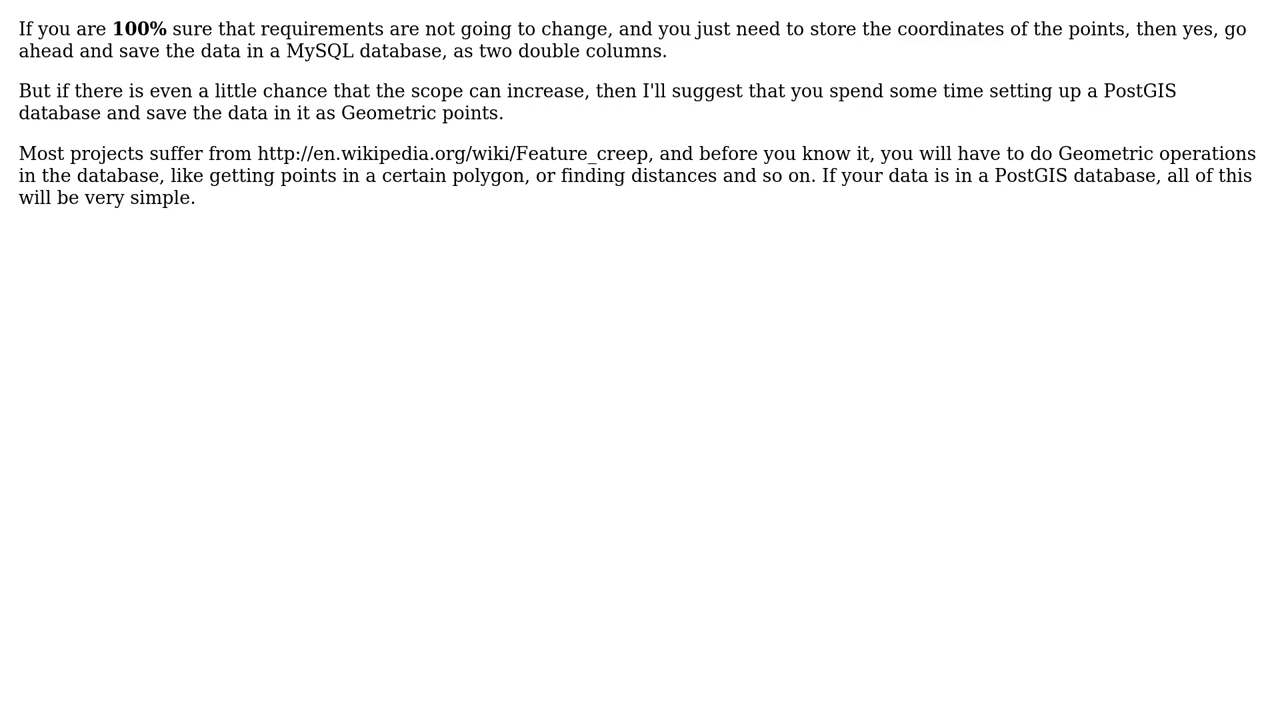 If you are 100% sure that requirements are not going to change, and you just need to store the coordinates of the points, then yes, go
ahead and save the data in a MySQL database, as two double columns.
But if there is even a little chance that the scope can increase, then I'll suggest that you spend some time setting up a PostGIS
database and save the data in it as Geometric points.
Most projects suffer from http://en.wikipedia.org/wiki/Feature_creep, and before you know it, you will have to do Geometric operations
in the database, like getting points in a certain polygon, or finding distances and so on. If your data is in a PostGIS database, all of this
will be very simple.